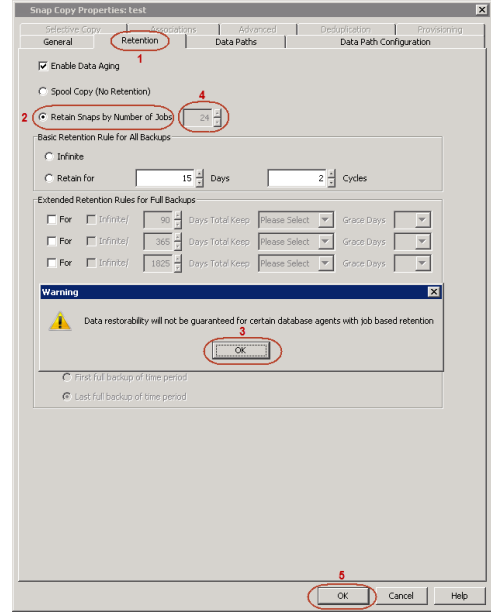 Snap Copy Properties: test
Selective Copy Associations Advanced Deduplication Provisioning
General Retention Data Paths Data Path Configuration
1
Enable Data Aging
Spool Copy (No Retention)
4
2 Retain Snaps by Number of Jobs 24
Basic Retention Rule for All Backups
Infinite
Retain for 15 Days 2 Cycles
Extended Retention Rules for Full Backups
For Infinite/ 90 Days Total Keep Please Select Grace Days
For Infinite/ 365 Days Total Keep Please Select Grace Days
For Infinite/ 1825 Days Total Keep Please Select Grace Days
Warning
Data restorability will not be guaranteed for certain database agents with job based retention
3
OK
First full backup of time period
Last full backup of time period
5
OK Cancel Help